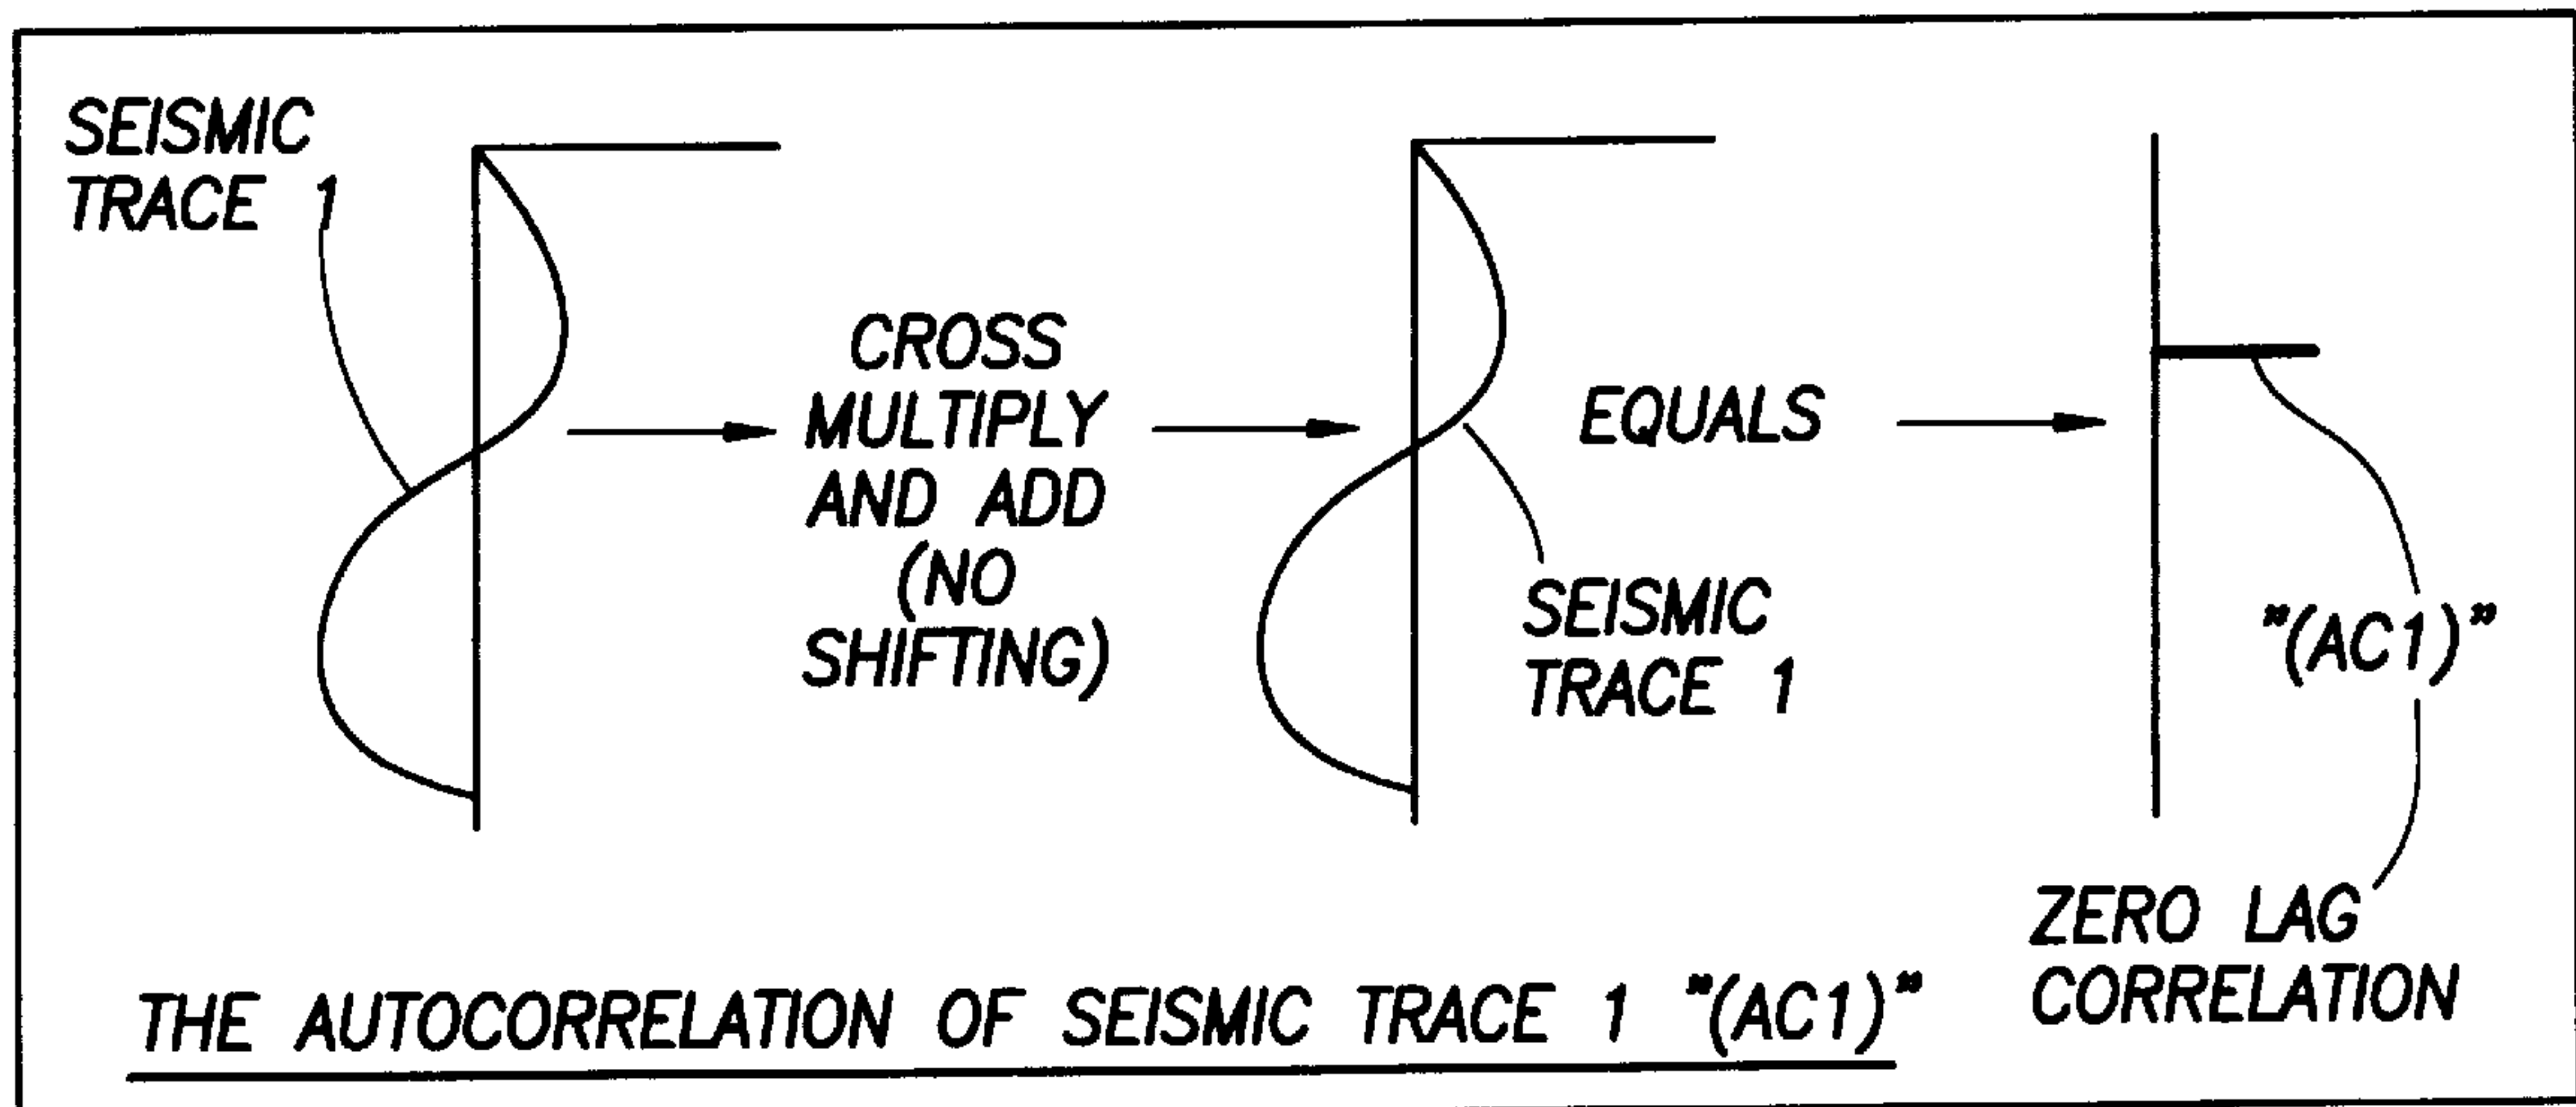 SEISMIC
TRACE 1
CROSS
MULTIPLY
AND ADD
(NO
SHIFTING)
SEISMIC
TRACE 1
EQUALS
"(AC1)"
ZERO LAG
CORRELATION
THE AUTOCORRELATION OF SEISMIC TRACE 1 "(AC1)"